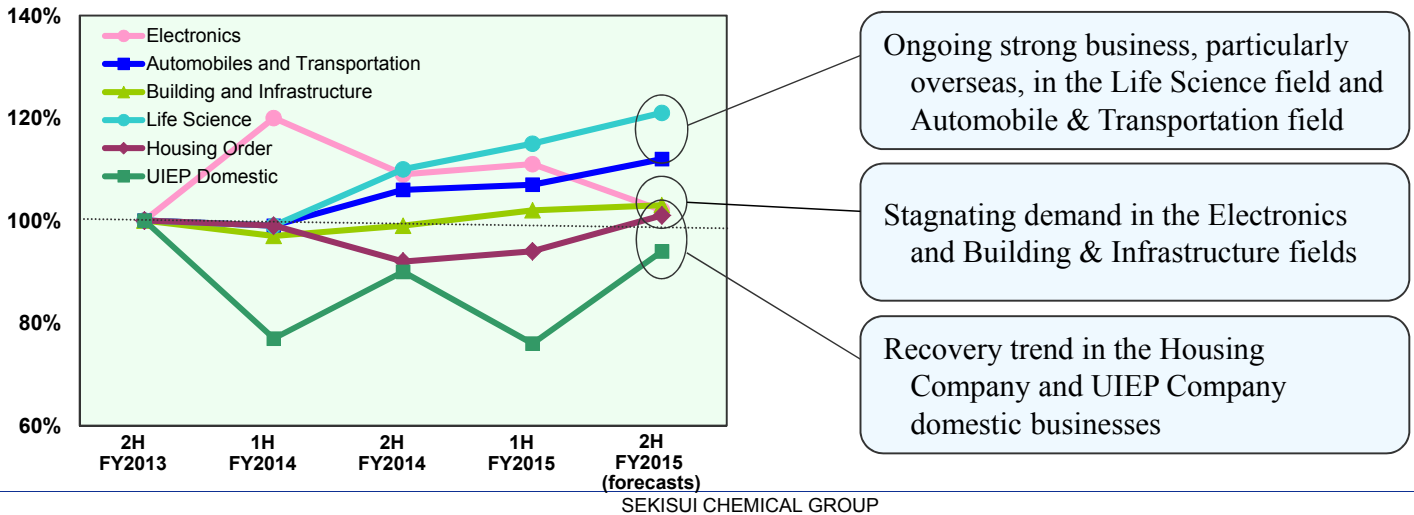 140%
120%
100%
80%
60%
Electronics
Automobiles and Transportation
Building and Infrastructure
Life Science
Housing Order
UIEP Domestic
2H
FY2013
1H
FY2014
2H
FY2014
1H
FY2015
2H
FY2015
(forecasts)
Ongoing strong business, particularly
overseas, in the Life Science field and
Automobile & Transportation field
Stagnating demand in the Electronics
and Building & Infrastructure fields
Recovery trend in the Housing
Company and UIEP Company
domestic businesses
SEKISUI CHEMICAL GROUP